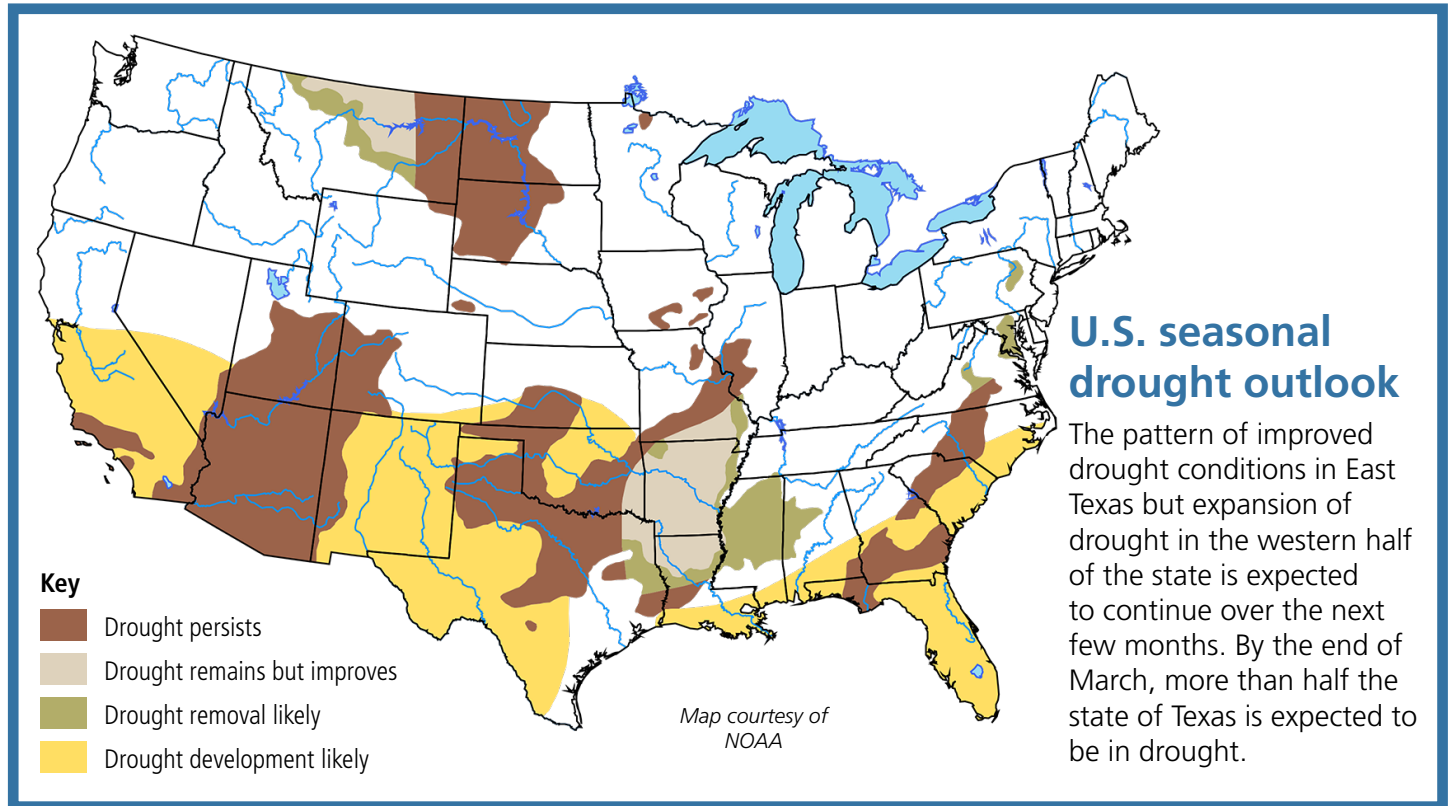 U.S. seasonal
drought outlook
The pattern of improved
drought conditions in East
Texas but expansion of
drought in the western half
of the state is expected
to continue over the next
few months. By the end of
March, more than half the
state of Texas is expected to
be in drought.
Key
Drought persists
Drought remains but improves
Drought removal likely
Drought development likely
Map courtesy of
NOAA